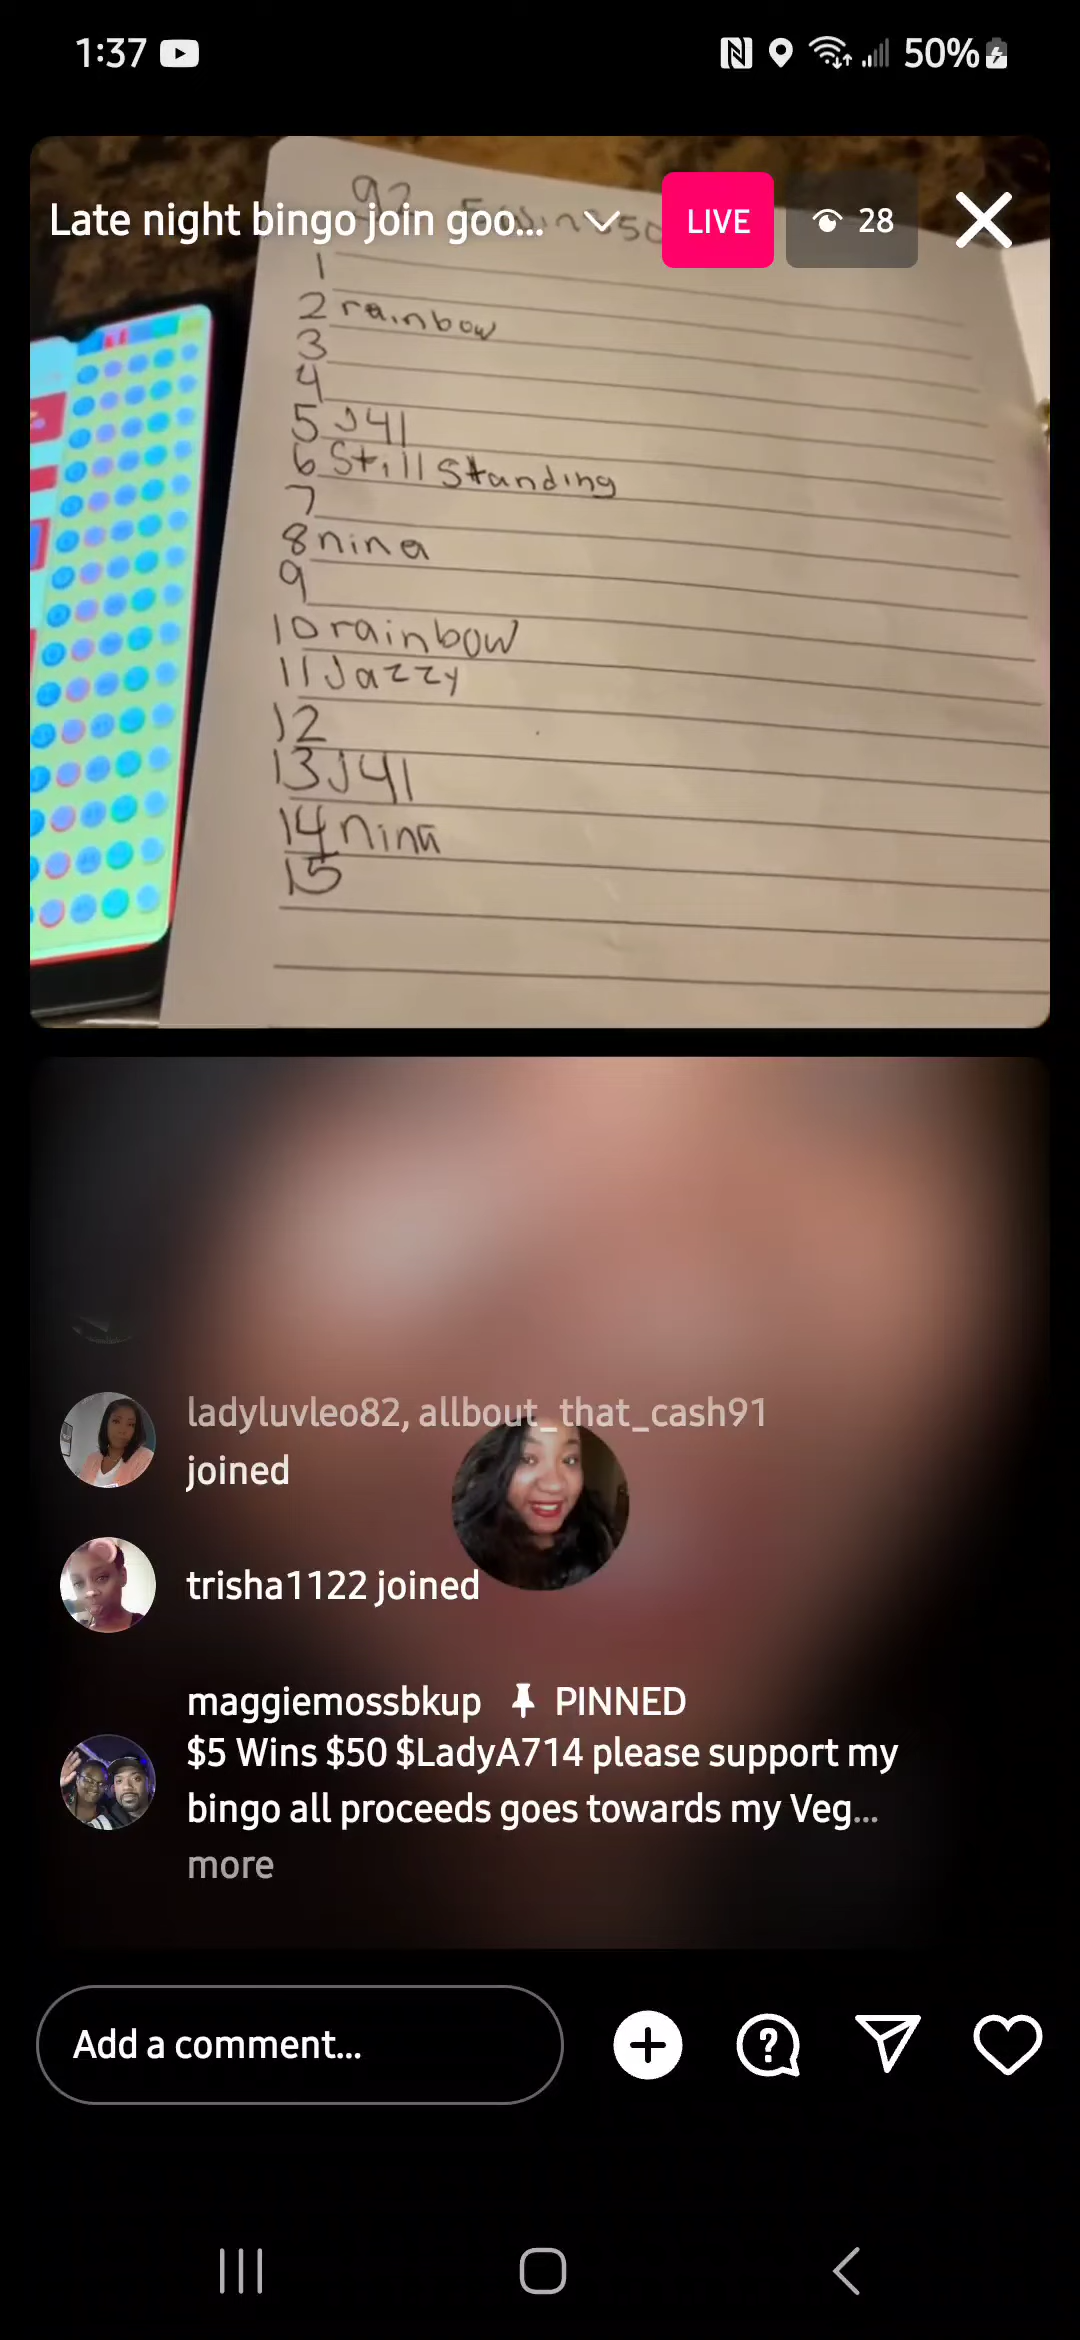 1:37 50%
92 5 wins 50
Late night bingo join goo... LIVE 28
1
2 rainbow
3
4
5 J41
6 Still Standing
7
8 nina
9
10 rainbow
11 Jazzy
12
13 J41
14 nina
15
ladyluvleo82, allbout_that_cash91
joined
trisha1122 joined
maggiemossbkup PINNED
$5 Wins $50 $LadyA714 please support my
bingo all proceeds goes towards my Veg...
more
Add a comment...